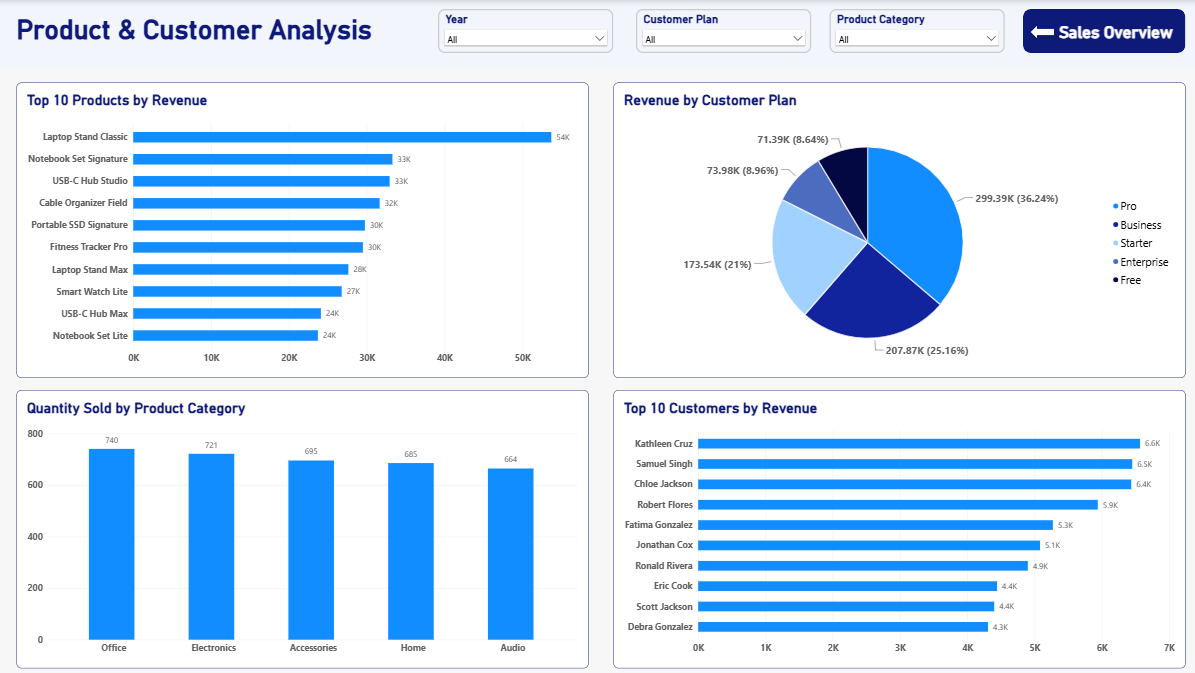 Product & Customer Analysis
Year
All
Customer Plan
All
Product Category
All
Sales Overview
Top 10 Products by Revenue
Laptop Stand Classic 54K
Notebook Set Signature 33K
USB-C Hub Studio 33K
Cable Organizer Field 32K
Portable SSD Signature 30K
Fitness Tracker Pro 30K
Laptop Stand Max 28K
Smart Watch Lite 27K
USB-C Hub Max 24K
Notebook Set Lite 24K
0K 10K 20K 30K 40K 50K
Revenue by Customer Plan
71.39K (8.64%)
73.98K (8.96%)
299.39K (36.24%)
173.54K (21%)
207.87K (25.16%)
Pro
Business
Starter
Enterprise
Free
Quantity Sold by Product Category
800
600
400
200
0
740 721 695 685 664
Office Electronics Accessories Home Audio
Top 10 Customers by Revenue
Kathleen Cruz 6.6K
Samuel Singh 6.5K
Chloe Jackson 6.4K
Robert Flores 5.9K
Fatima Gonzalez 5.3K
Jonathan Cox 5.1K
Ronald Rivera 4.9K
Eric Cook 4.4K
Scott Jackson 4.4K
Debra Gonzalez 4.3K
0K 1K 2K 3K 4K 5K 6K 7K